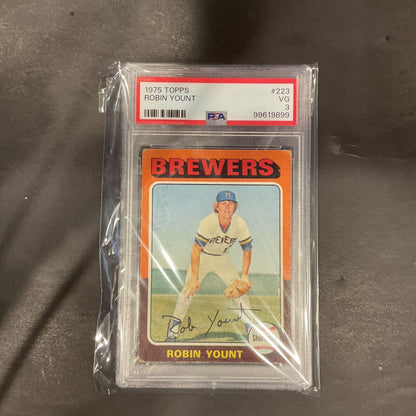 1975 TOPPS #223
ROBIN YOUNT VG
3
PSA 99619899
BREWERS
BREWERS
Rob Yount
ROBIN YOUNT